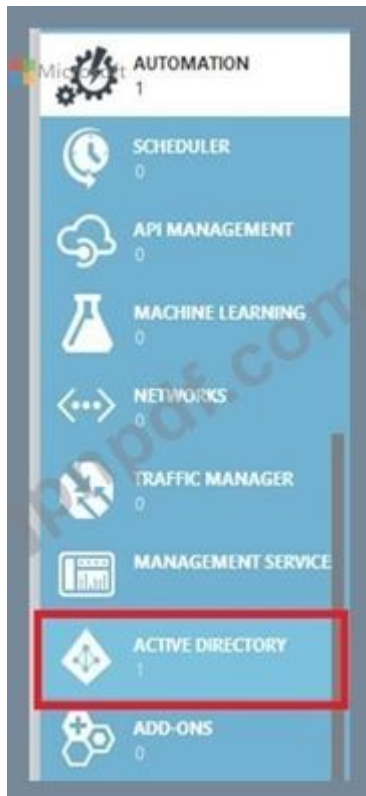 Microsoft
AUTOMATION
1
SCHEDULER
0
API MANAGEMENT
0
MACHINE LEARNING
0
NETWORKS
0
TRAFFIC MANAGER
0
MANAGEMENT SERVICE
ACTIVE DIRECTORY
1
ADD-ONS
0